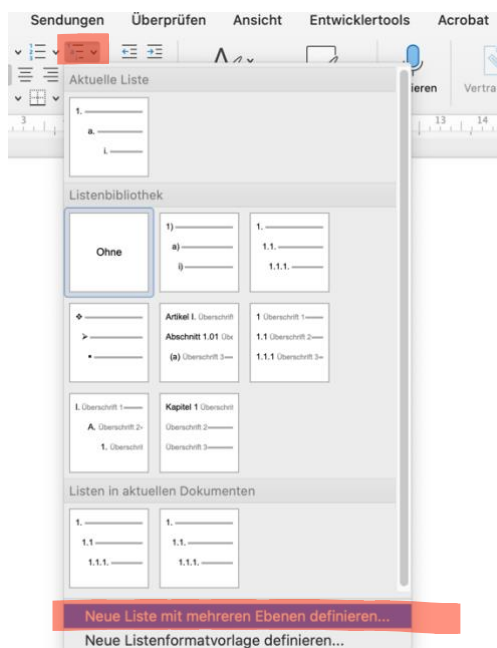 Sendungen Überprüfen Ansicht Entwicklertools Acrobat
ieren Vertra
3 13 14
Aktuelle Liste
1.
a.
i.
Listenbibliothek
Ohne
1)
a)
i)
1.
1.1.
1.1.1.
Artikel I. Überschrift
Abschnitt 1.01 Übe
(a) Überschrift 3
1 Überschrift 1
1.1 Überschrift 2
1.1.1 Überschrift 3
I. Überschrift 1
A. Überschrift 2
1. Überschrift
Kapitel 1 Überschrift
Überschrift 2
Überschrift 3
Listen in aktuellen Dokumenten
1.
1.1
1.1.1.
1.
1.1.
1.1.1.
Neue Liste mit mehreren Ebenen definieren...
Neue Listenformatvorlage definieren...